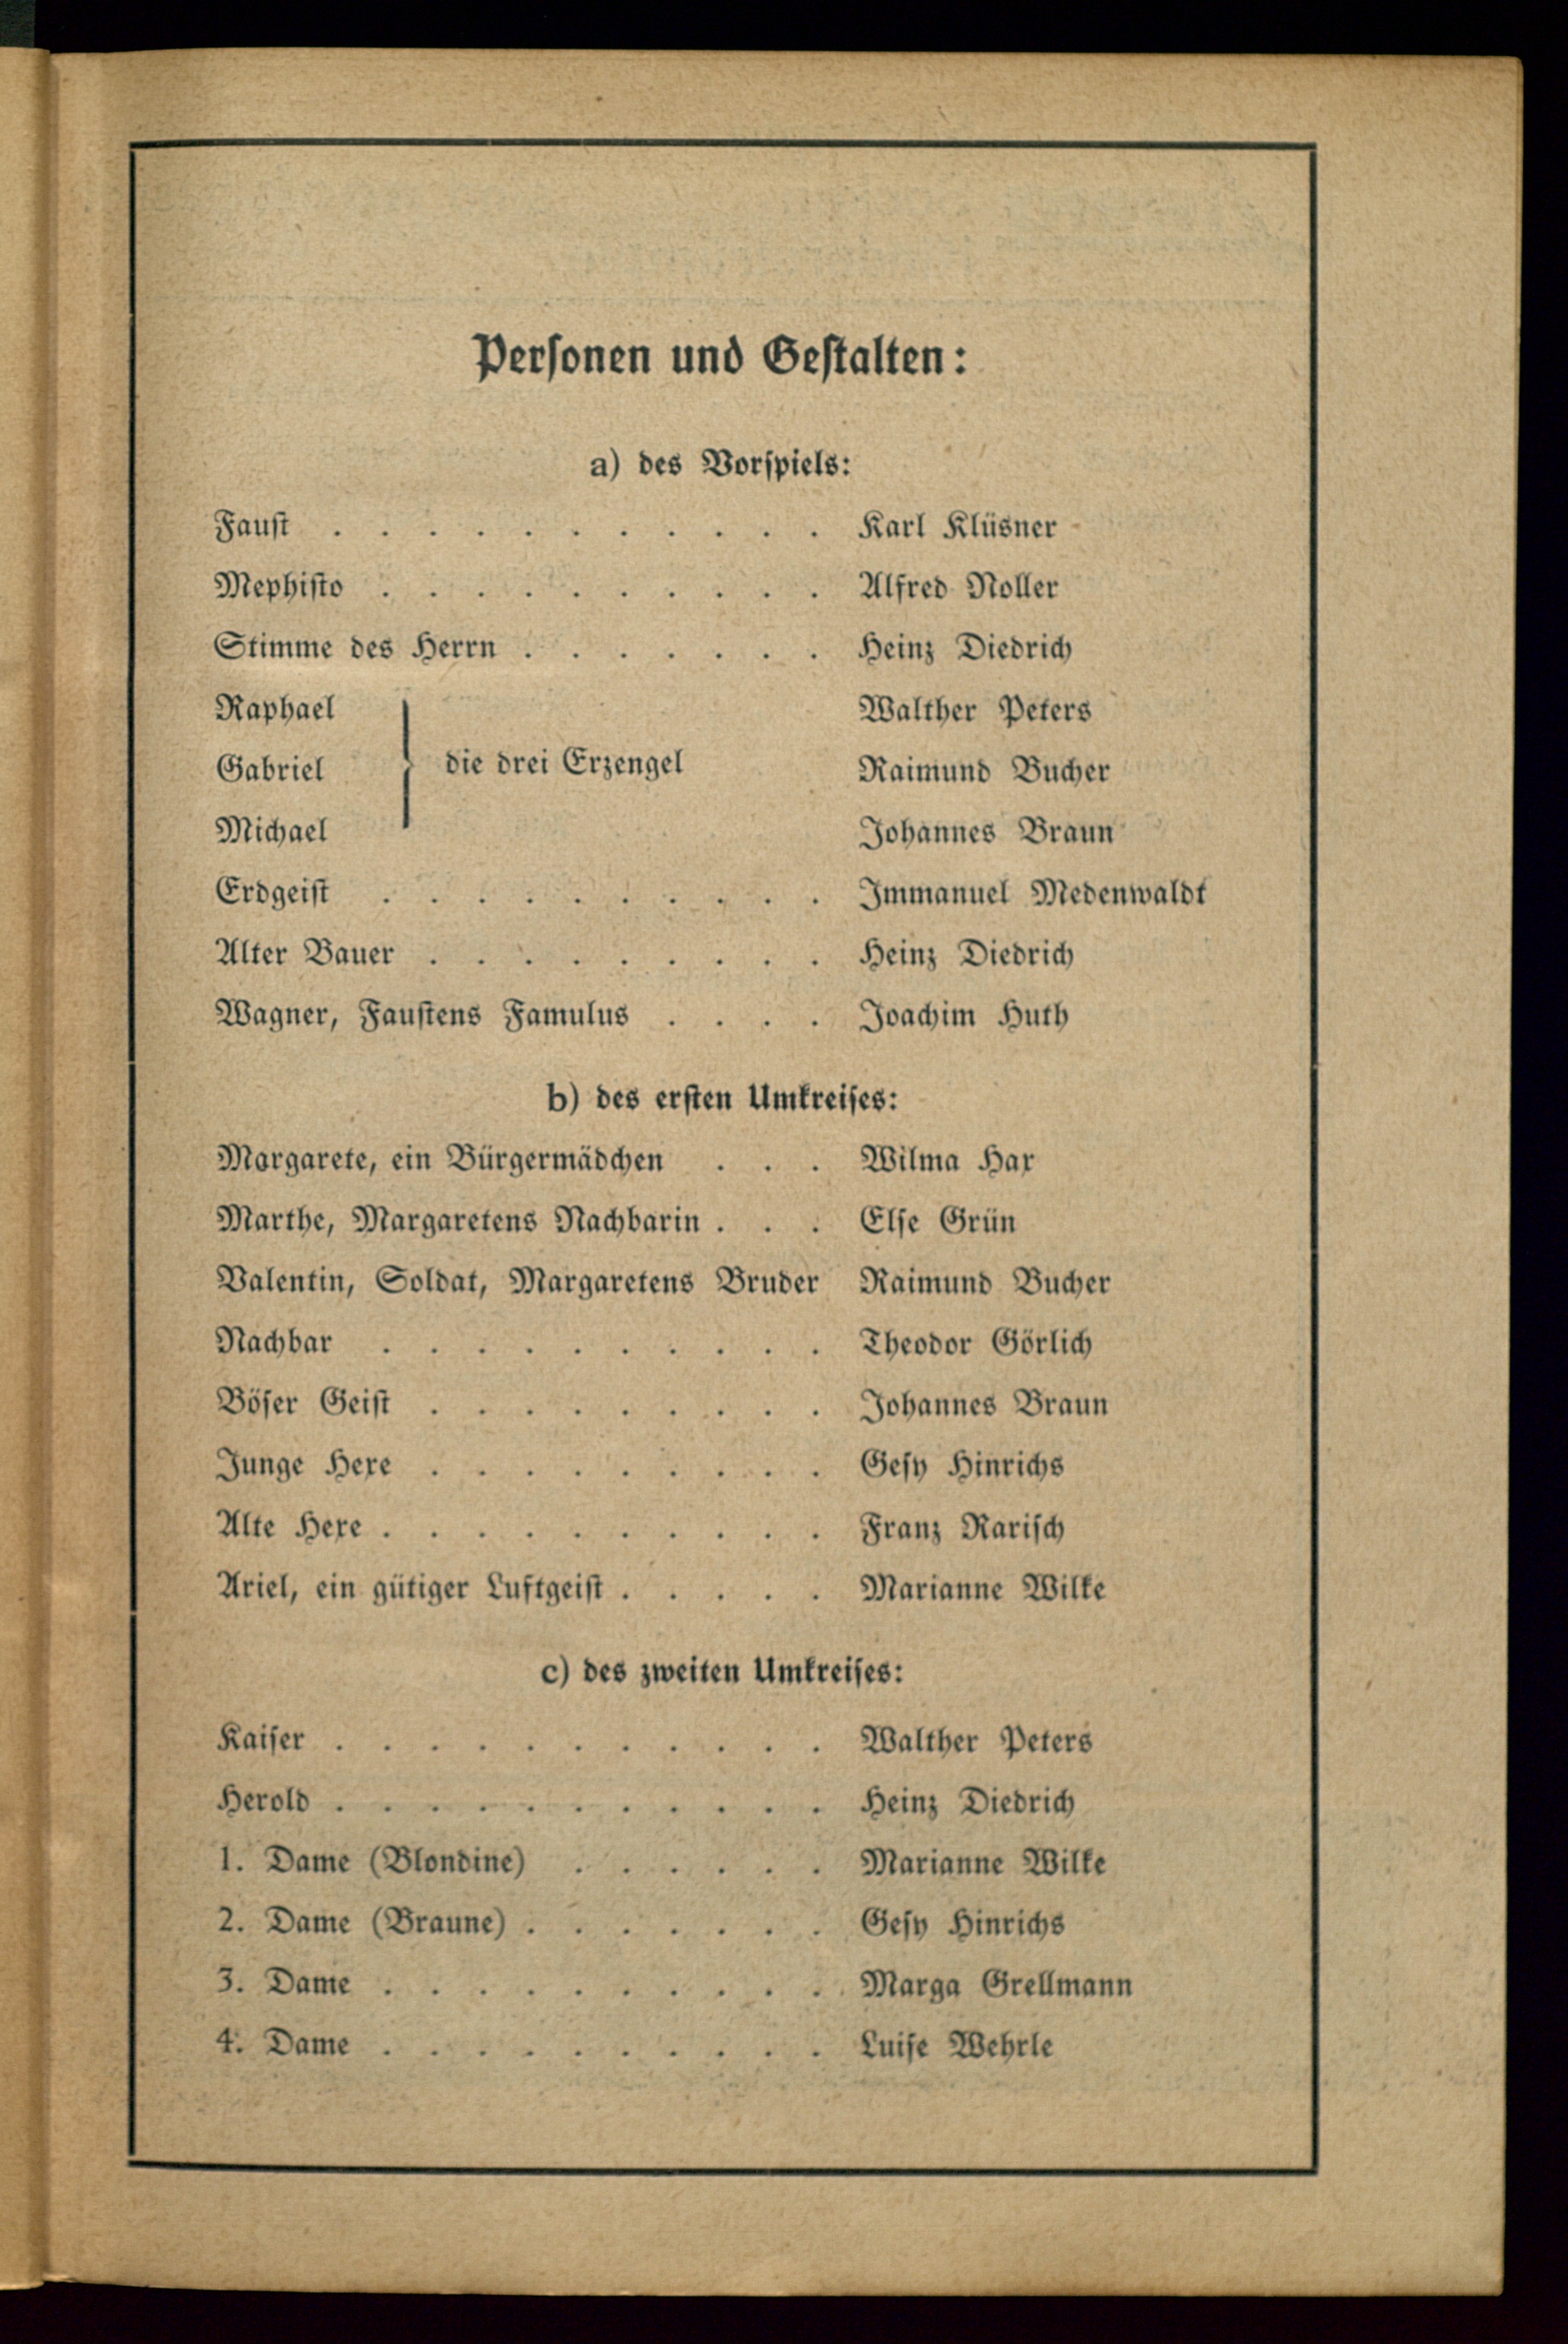 Personen und Gestalten:
a) des Vorspiels:
Faust . . . . . . . . . . . Karl Klüsner
Mephisto . . . . . . . . . . Alfred Noller
Stimme des Herrn . . . . . . . Heinz Diedrich
Raphael Walther Peters
Gabriel } die drei Erzengel Raimund Bucher
Michael Johannes Braun
Erdgeist . . . . . . . . . . Immanuel Medenwaldt
Alter Bauer . . . . . . . . . Heinz Diedrich
Wagner, Faustens Famulus . . . . Joachim Huth
b) des ersten Umkreises:
Margarete, ein Bürgermädchen . . . Wilma Hax
Marthe, Margaretens Nachbarin . . . Else Grün
Valentin, Soldat, Margaretens Bruder Raimund Bucher
Nachbar . . . . . . . . . . Theodor Görlich
Böser Geist . . . . . . . . . Johannes Braun
Junge Hexe . . . . . . . . . Gesy Hinrichs
Alte Hexe . . . . . . . . . . Franz Rarisch
Ariel, ein gütiger Luftgeist . . . . . Marianne Wilke
c) des zweiten Umkreises:
Kaiser . . . . . . . . . . . Walther Peters
Herold . . . . . . . . . . . Heinz Diedrich
1. Dame (Blondine) . . . . . . Marianne Wilke
2. Dame (Braune) . . . . . . . Gesy Hinrichs
3. Dame . . . . . . . . . . Marga Grellmann
4. Dame . . . . . . . . . . Luise Wehrle